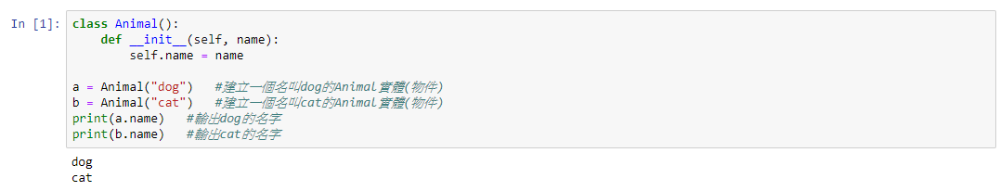 In [1]: class Animal():
    def __init__(self, name):
        self.name = name
a = Animal("dog")   #建立一個名叫dog的Animal實體(物件)
b = Animal("cat")   #建立一個名叫cat的Animal實體(物件)
print(a.name)   #輸出dog的名字
print(b.name)   #輸出cat的名字
dog
cat